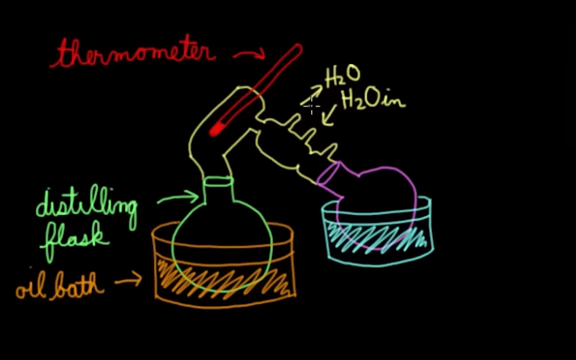 thermometer
H2O
H2O in
distilling
flask
oil bath